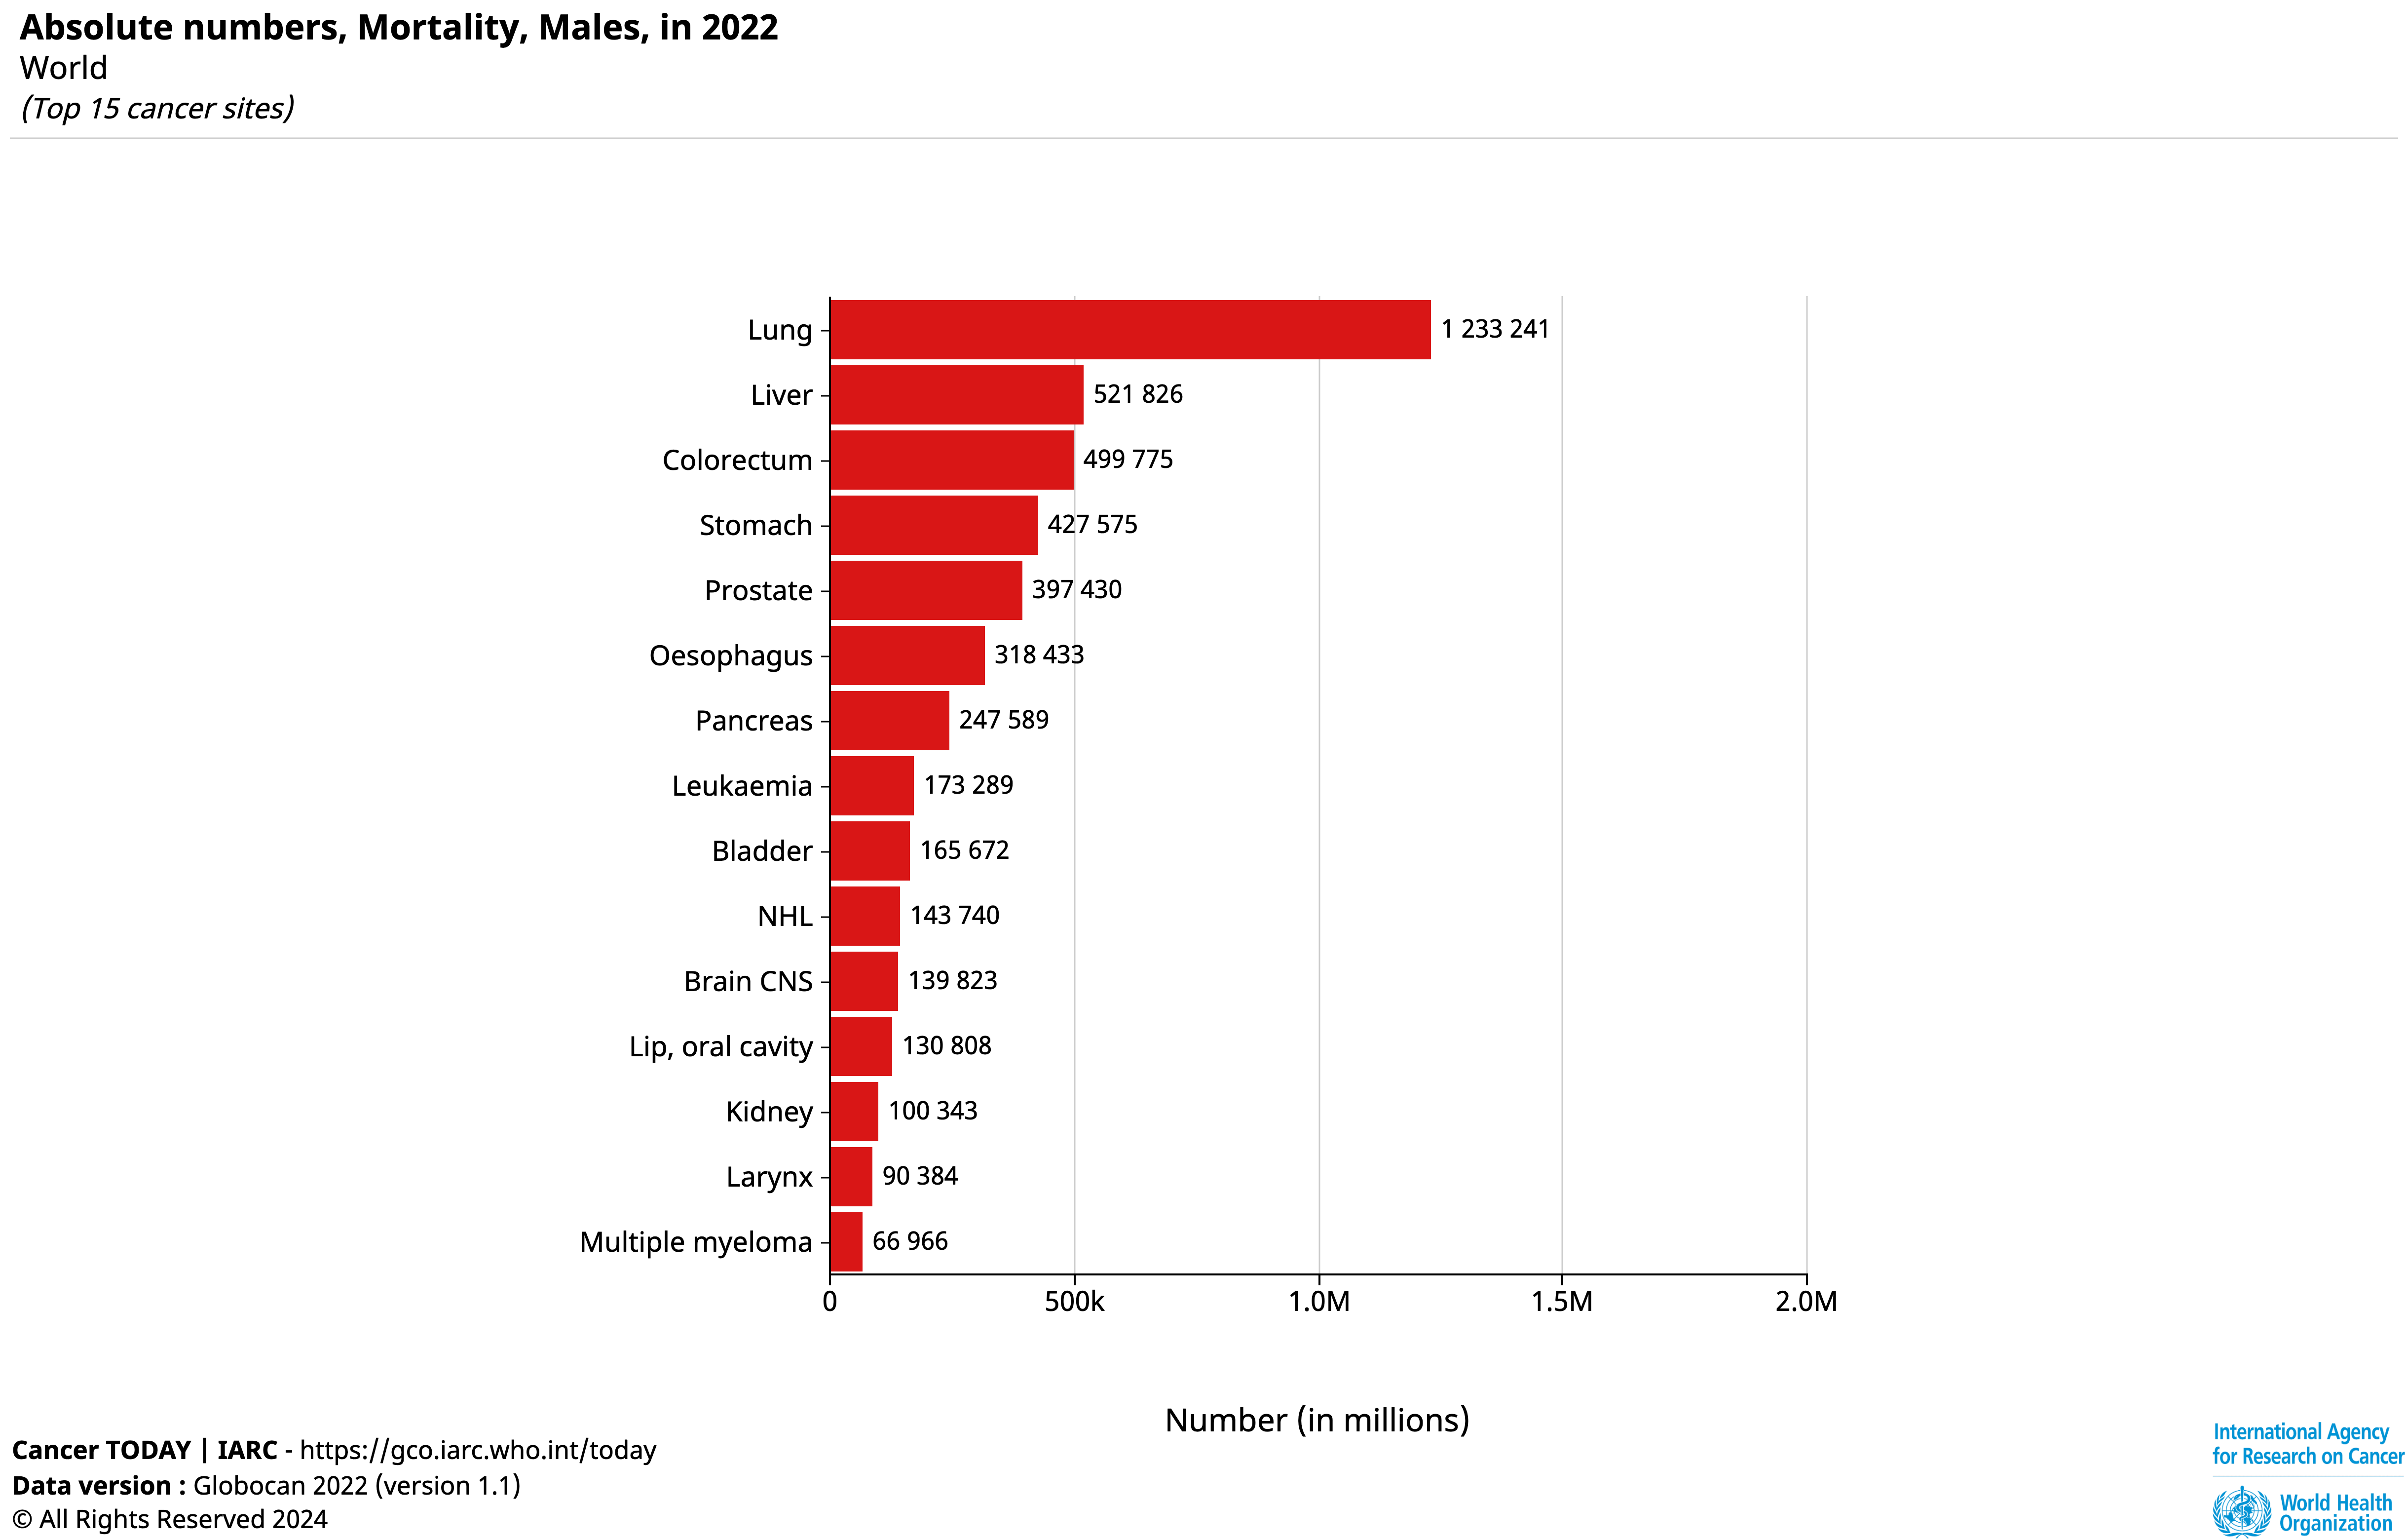 Absolute numbers, Mortality, Males, in 2022
World
(Top 15 cancer sites)
Lung 1 233 241
Liver 521 826
Colorectum 499 775
Stomach 427 575
Prostate 397 430
Oesophagus 318 433
Pancreas 247 589
Leukaemia 173 289
Bladder 165 672
NHL 143 740
Brain CNS 139 823
Lip, oral cavity 130 808
Kidney 100 343
Larynx 90 384
Multiple myeloma 66 966
0 500k 1.0M 1.5M 2.0M
Number (in millions)
Cancer TODAY | IARC - https://gco.iarc.who.int/today
Data version : Globocan 2022 (version 1.1)
© All Rights Reserved 2024
International Agency
for Research on Cancer
World Health
Organization